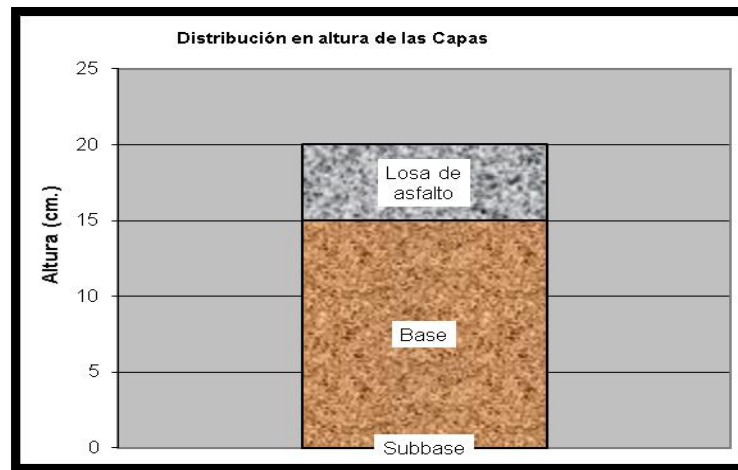 Distribución en altura de las Capas
25
20
15
10
5
0
Altura (cm.)
Losa de
asfalto
Base
Subbase